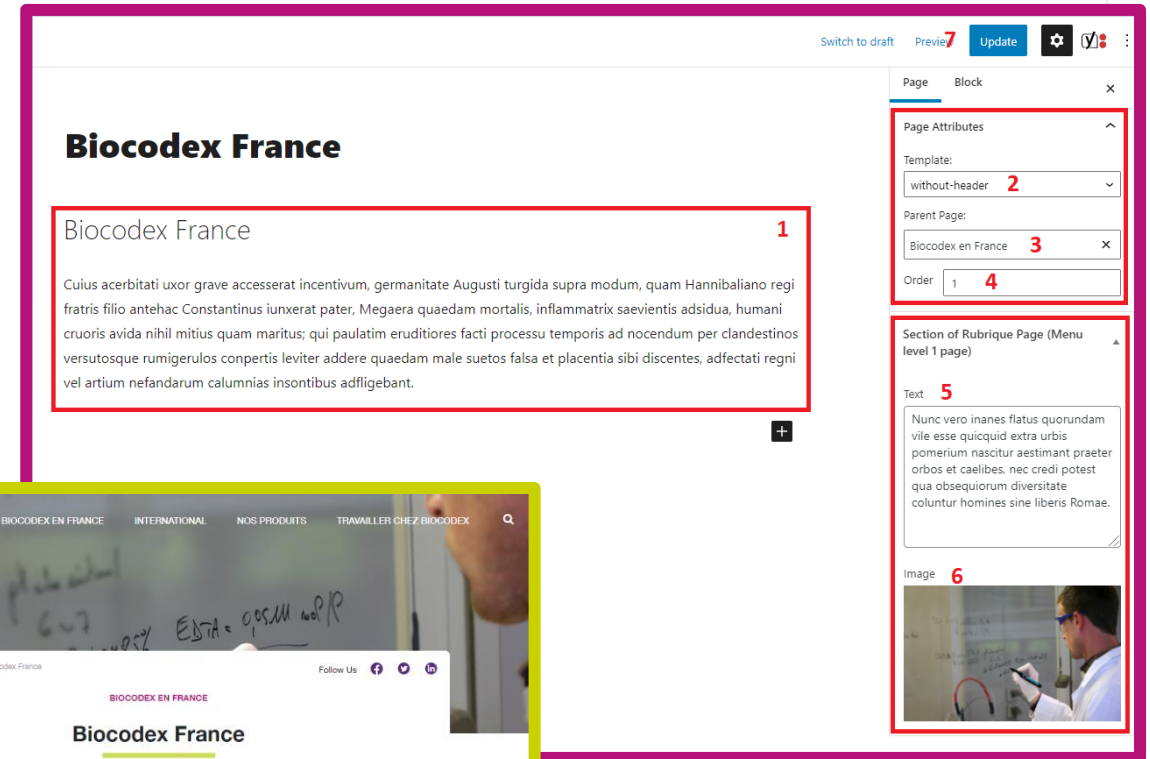 Switch to draft Preview 7 Update
Page Block ×
Biocodex France
Page Attributes
Template:
without-header 2
Parent Page:
Biocodex en France 3 ×
Order 1 4
Biocodex France 1
Cuius acerbitati uxor grave accesserat incentivum, germanitate Augusti turgida supra modum, quam Hannibaliano regi
fratris filio antehac Constantinus iunxerat pater, Megaera quaedam mortalis, inflammatrix saevientis adsidua, humani
cruoris avida nihil mitius quam maritus; qui paulatim eruditiores facti processu temporis ad nocendum per clandestinos
versutosque rumigerulos conpertis leviter addere quaedam male suetos falsa et placentia sibi discentes, adfectati regni
vel artium nefandarum calumnias insontibus adfligebant.
Section of Rubrique Page (Menu
level 1 page)
Text 5
Nunc vero inanes flatus quorundam
vile esse quicquid extra urbis
pomerium nascitur aestimant praeter
orbos et caelibes, nec credi potest
qua obsequiorum diversitate
coluntur homines sine liberis Romae.
Image 6
BIOCODEX EN FRANCE INTERNATIONAL NOS PRODUITS TRAVAILLER CHEZ BIOCODEX
EDTA = 0,05M
France
Follow Us
BIOCODEX EN FRANCE
Biocodex France